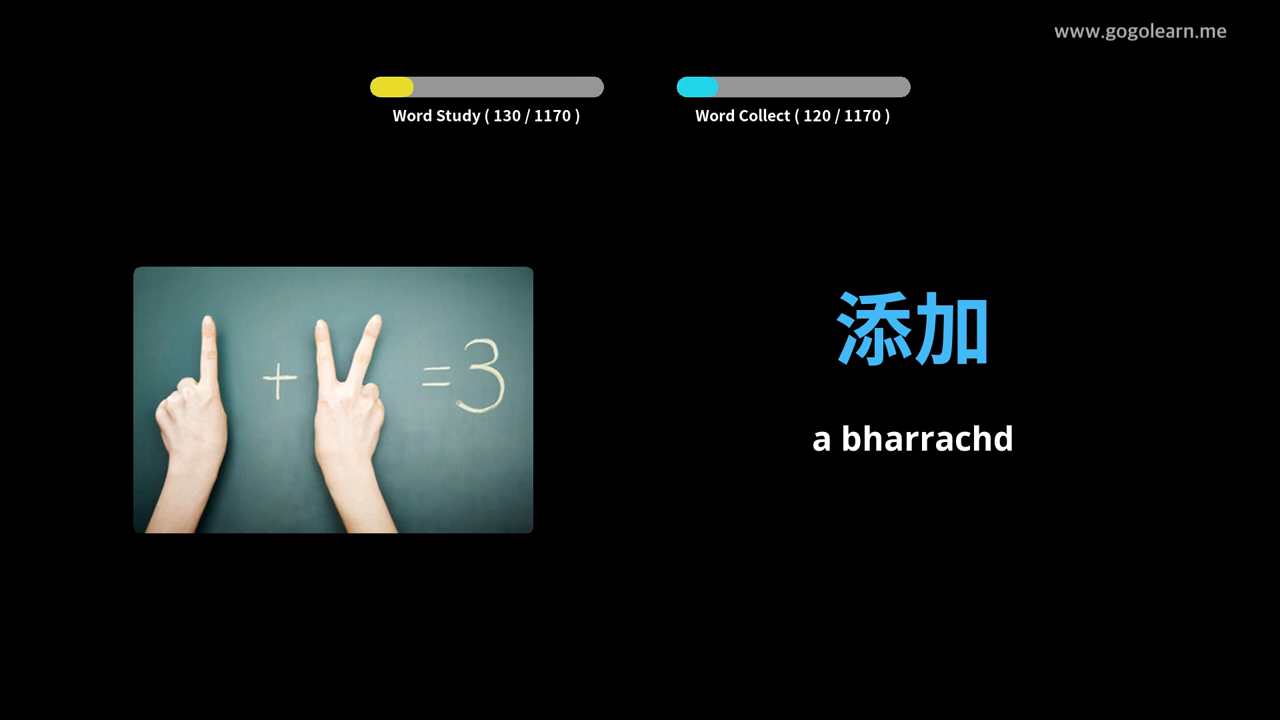 www.gogolearn.me
Word Study ( 130 / 1170 )
Word Collect ( 120 / 1170 )
+ =3
添加
a bharrachd